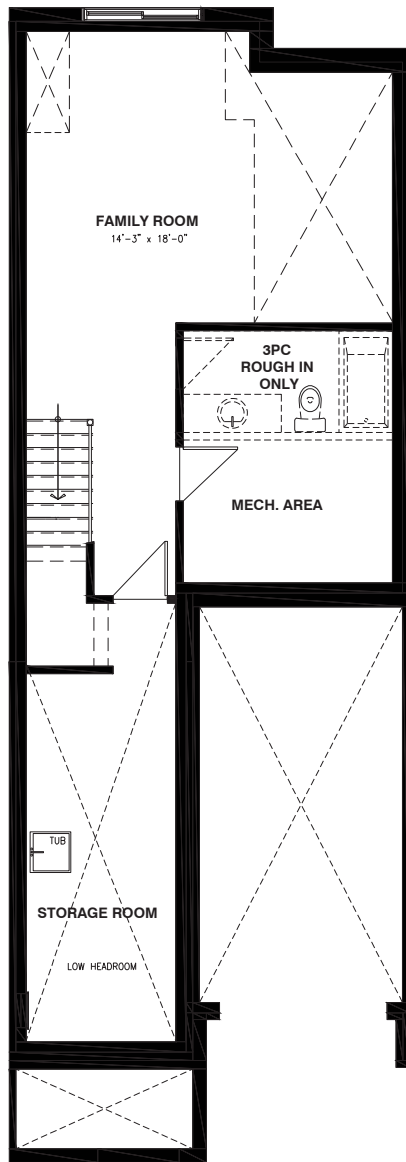 FAMILY ROOM
14'-3" x 18'-0"
3PC
ROUGH IN
ONLY
MECH. AREA
TUB
STORAGE ROOM
LOW HEADROOM